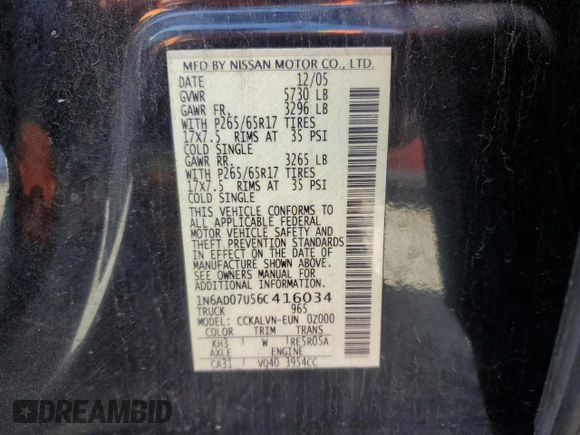 MFD BY NISSAN MOTOR CO., LTD.
DATE 12/05
GVWR 5730 LB
GAWR FR. 3296 LB
WITH P265/65R17 TIRES
17X7.5 RIMS AT 35 PSI
COLD SINGLE
GAWR RR. 3265 LB
WITH P265/65R17 TIRES
17X7.5 RIMS AT 35 PSI
COLD SINGLE
THIS VEHICLE CONFORMS TO
ALL APPLICABLE FEDERAL
MOTOR VEHICLE SAFETY AND
THEFT PREVENTION STANDARDS
IN EFFECT ON THE DATE OF
MANUFACTURE SHOWN ABOVE.
SEE OWNERS MANUAL FOR
ADDITIONAL INFORMATION.
1N6AD07U56C416034
TRUCK 965
MODEL: CCKALVN-EUN 02000
COLOR TRIM TRANS
KH3 W RE5R05A
AXLE ENGINE
CA31 VQ40 3954CC
DREAMBID